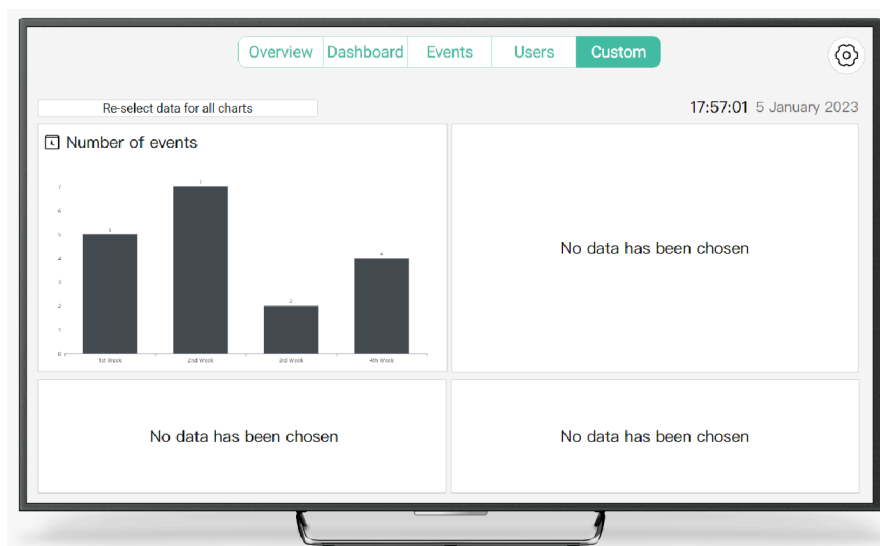 Overview Dashboard Events Users Custom
Re-select data for all charts
17:57:01 5 January 2023
Number of events
7
7
6
5
5
4
4
3
2
2
1
0
1st Week 2nd Week 3rd Week 4th Week
No data has been chosen
No data has been chosen
No data has been chosen